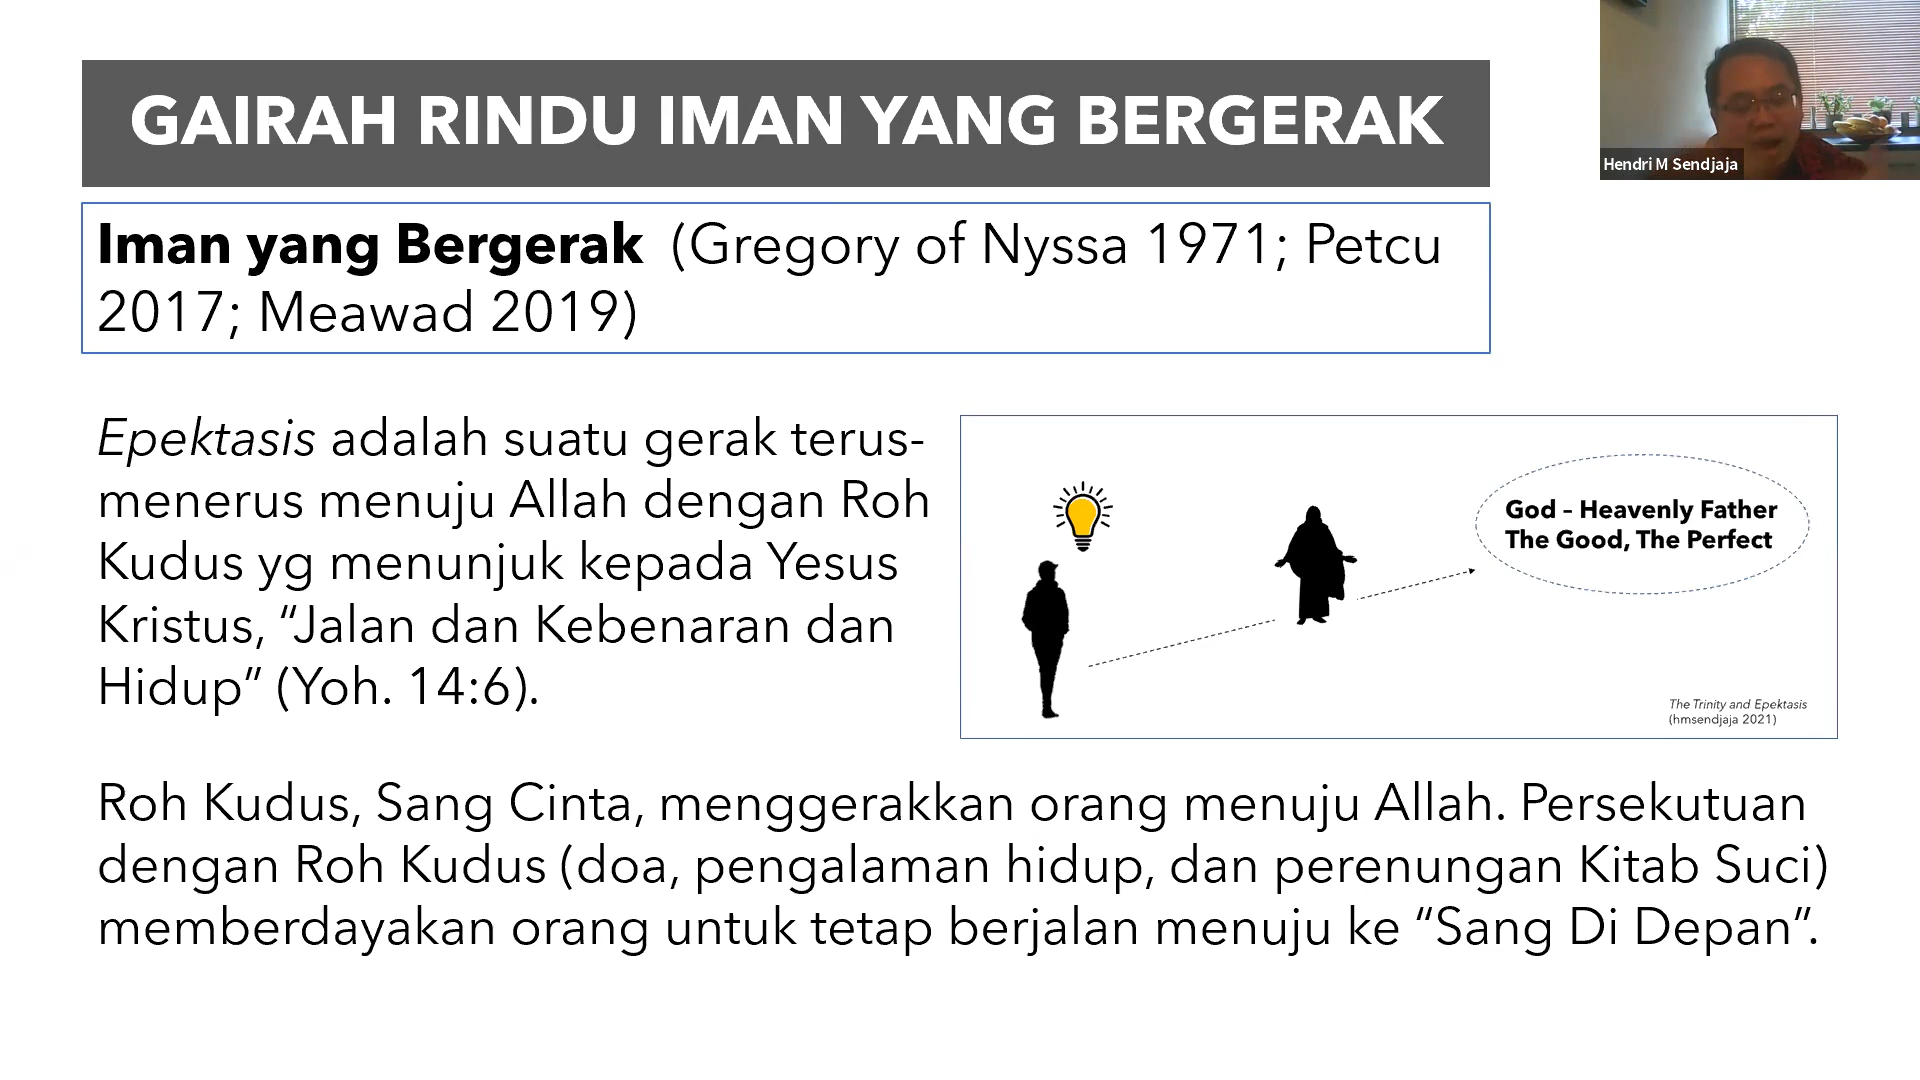 GAIRAH RINDU IMAN YANG BERGERAK
Hendri M Sendjaja
Iman yang Bergerak (Gregory of Nyssa 1971; Petcu
2017; Meawad 2019)
Epektasis adalah suatu gerak terus-
menerus menuju Allah dengan Roh
Kudus yg menunjuk kepada Yesus
Kristus, “Jalan dan Kebenaran dan
Hidup” (Yoh. 14:6).
God – Heavenly Father
The Good, The Perfect
The Trinity and Epektasis
(hmsendjaja 2021)
Roh Kudus, Sang Cinta, menggerakkan orang menuju Allah. Persekutuan
dengan Roh Kudus (doa, pengalaman hidup, dan perenungan Kitab Suci)
memberdayakan orang untuk tetap berjalan menuju ke “Sang Di Depan”.